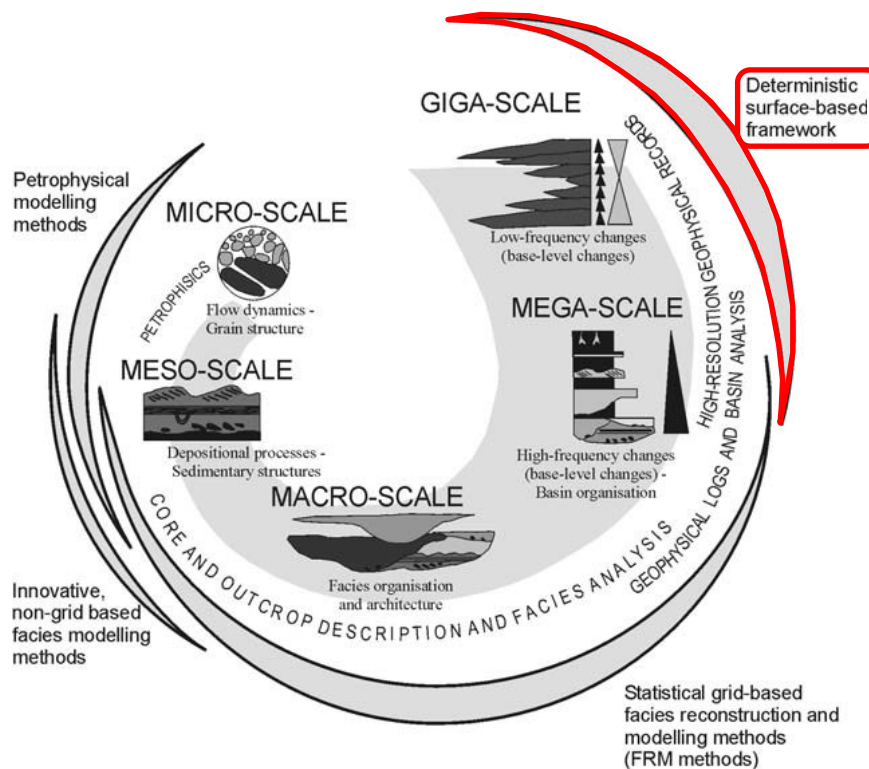 GIGA-SCALE
Deterministic
surface-based
framework
Low-frequency changes
(base-level changes)
HIGH-RESOLUTION GEOPHYSICAL RECORDS
Petrophysical
modelling
methods
MICRO-SCALE
PETROPHISICS
Flow dynamics -
Grain structure
MEGA-SCALE
High-frequency changes
(base-level changes) -
Basin organisation
GEOPHYSICAL LOGS AND BASIN ANALYSIS
MESO-SCALE
Depositional processes -
Sedimentary structures
MACRO-SCALE
Facies organisation
and architecture
CORE AND OUTCROP DESCRIPTION AND FACIES ANALYSIS
Innovative,
non-grid based
facies modelling
methods
Statistical grid-based
facies reconstruction and
modelling methods
(FRM methods)